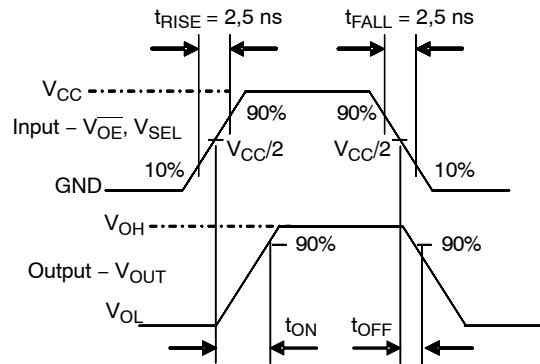 tRISE = 2,5 ns
tFALL = 2,5 ns
VCC
90%
90%
Input – VOE, VSEL
VCC/2
VCC/2
10%
10%
GND
VOH
90%
90%
Output – VOUT
VOL
tON
tOFF